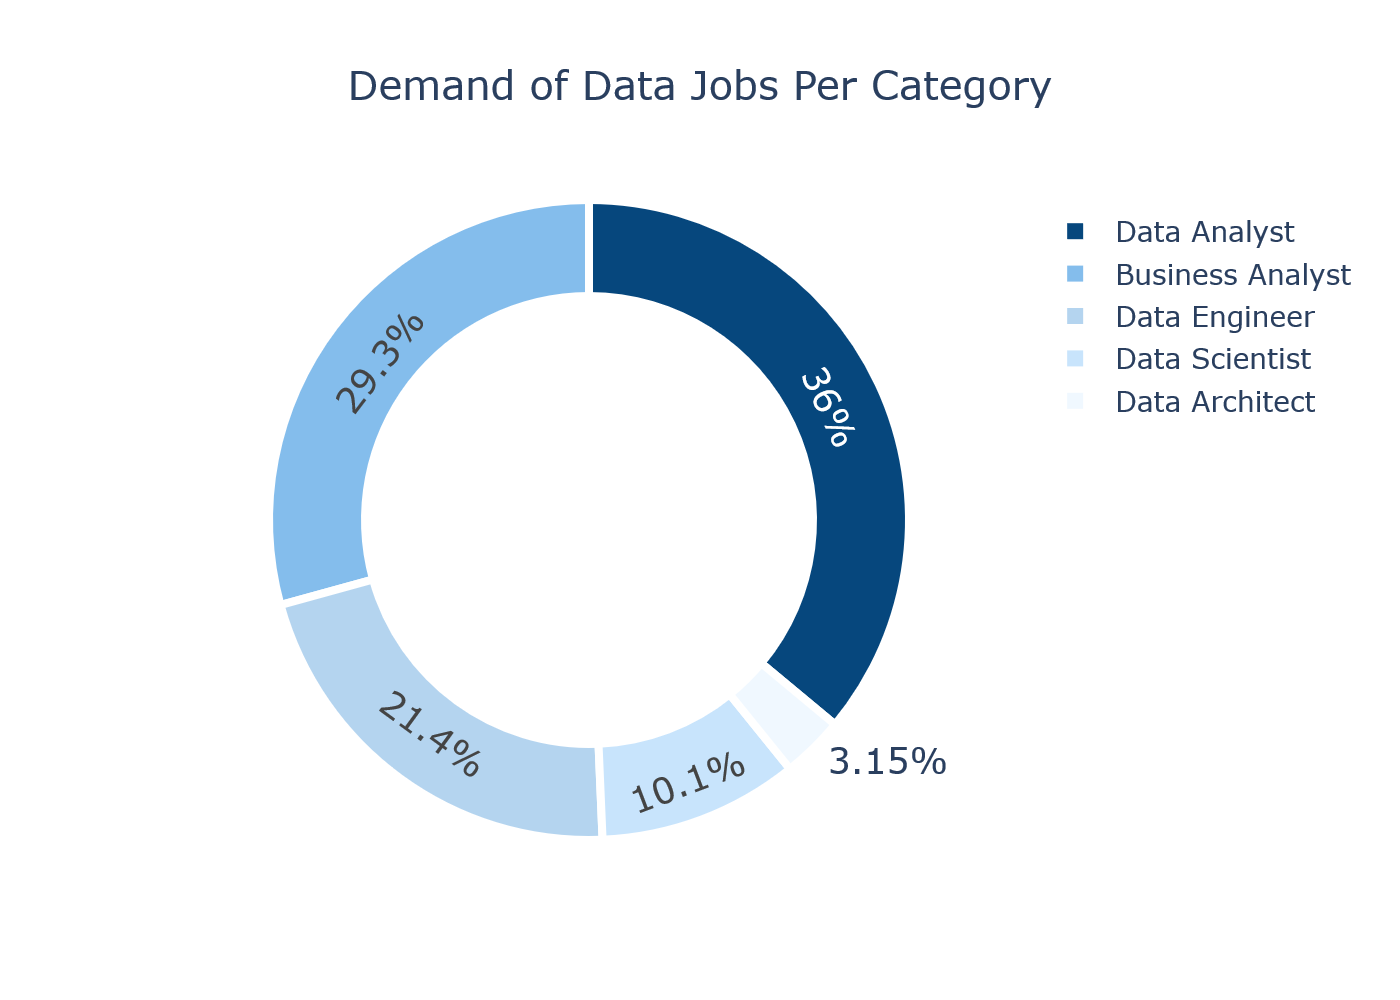 Demand of Data Jobs Per Category
36%
29.3%
21.4%
10.1%
3.15%
Data Analyst
Business Analyst
Data Engineer
Data Scientist
Data Architect